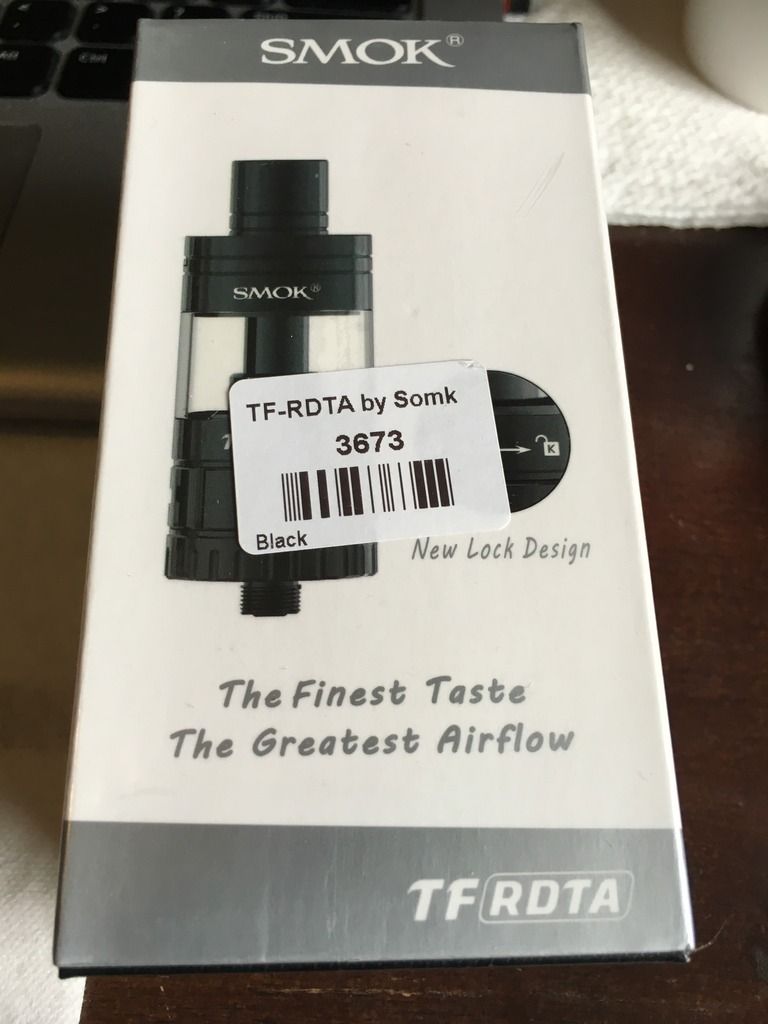 Ctrl
SMOK®
SMOK®
TF-RDTA by Somk
3673
Black
K
New Lock Design
The Finest Taste
The Greatest Airflow
TF RDTA